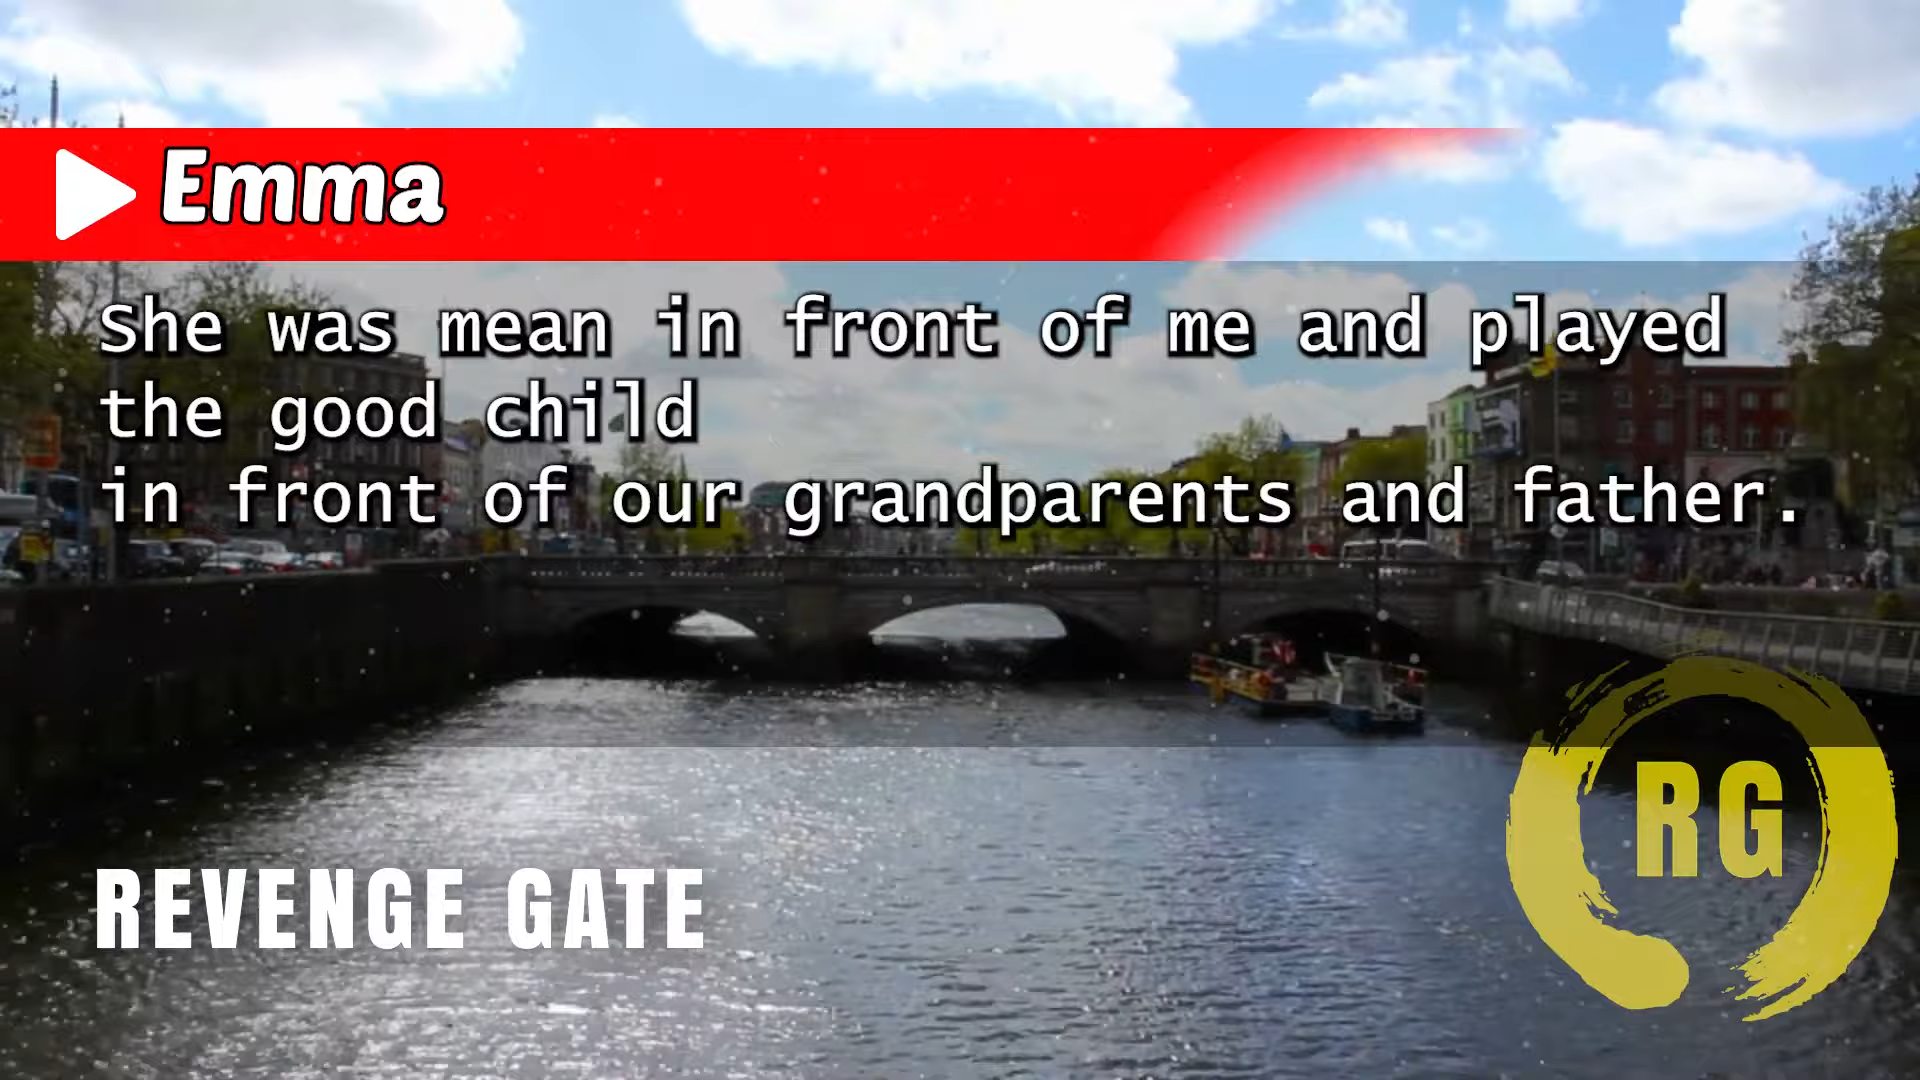 Emma
She was mean in front of me and played
the good child
in front of our grandparents and father.
RG
REVENGE GATE